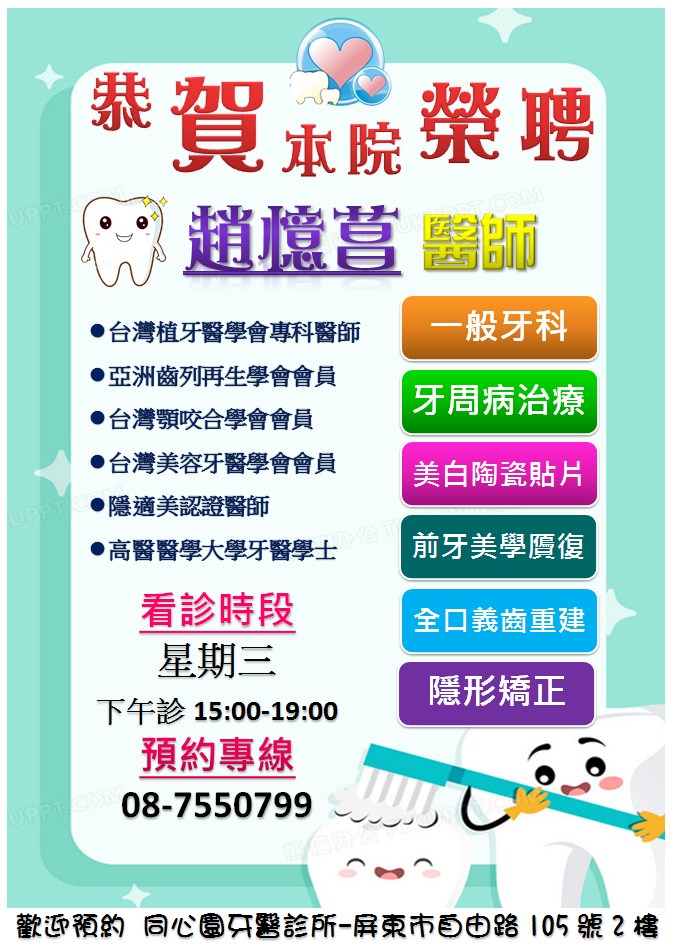 恭賀本院榮聘
趙憶莒 醫師
●台灣植牙醫學會專科醫師
●亞洲齒列再生學會會員
●台灣顎咬合學會會員
●台灣美容牙醫學會會員
●隱適美認證醫師
●高醫醫學大學牙醫學士
一般牙科
牙周病治療
美白陶瓷貼片
前牙美學贗復
全口義齒重建
隱形矯正
看診時段
星期三
下午診 15:00-19:00
預約專線
08-7550799
歡迎預約 同心圓牙醫診所-屏東市自由路 105 號 2 樓